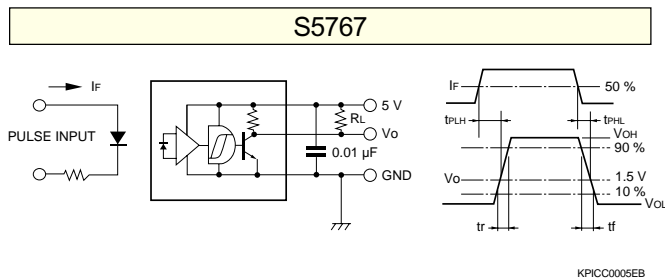 S5767
IF
PULSE INPUT
RL
5 V
Vo
0.01 µF
GND
IF
50 %
tPLH
tPHL
VOH
90 %
Vo
1.5 V
10 %
VOL
tr
tf
KPICC0005EB